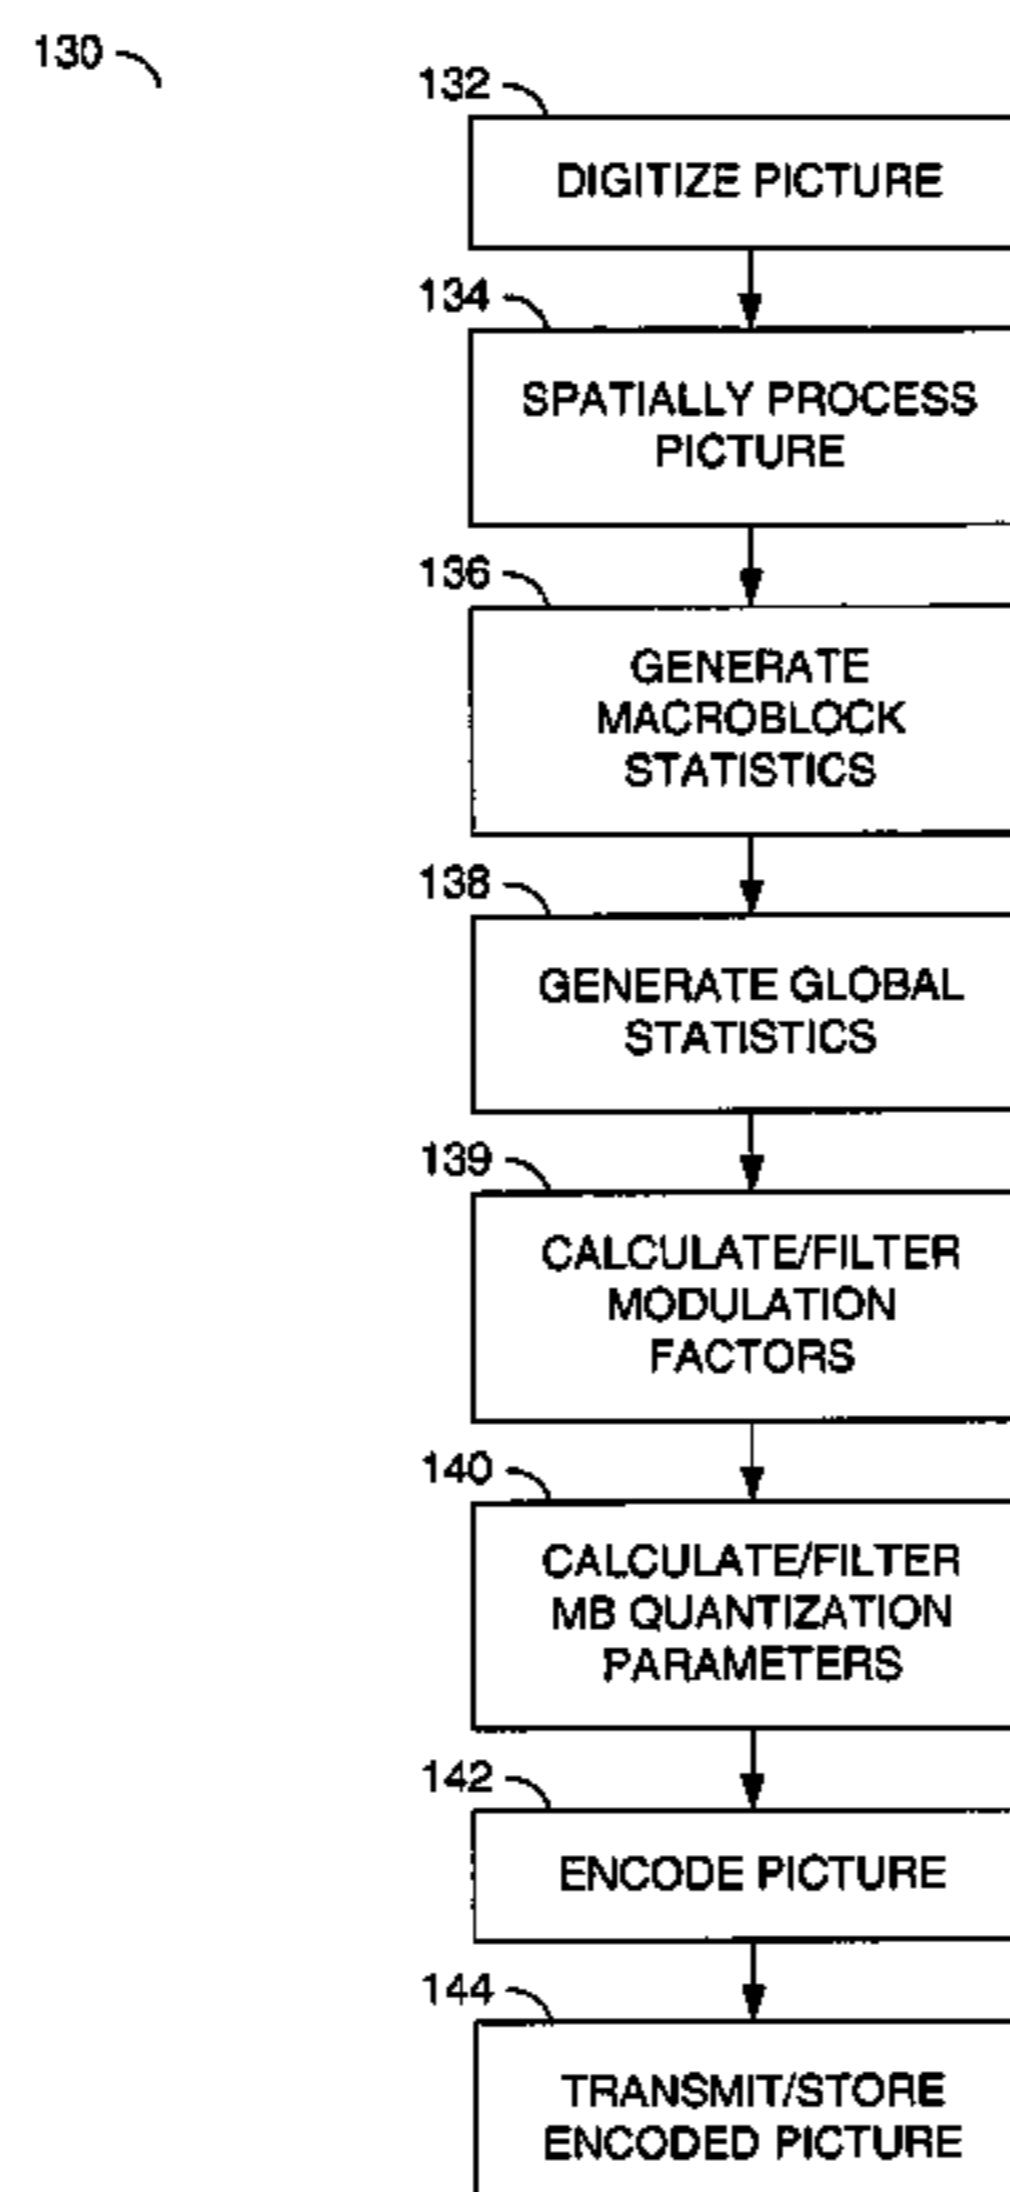 130
132
DIGITIZE PICTURE
134
SPATIALLY PROCESS
PICTURE
136
GENERATE
MACROBLOCK
STATISTICS
138
GENERATE GLOBAL
STATISTICS
139
CALCULATE/FILTER
MODULATION
FACTORS
140
CALCULATE/FILTER
MB QUANTIZATION
PARAMETERS
142
ENCODE PICTURE
144
TRANSMIT/STORE
ENCODED PICTURE